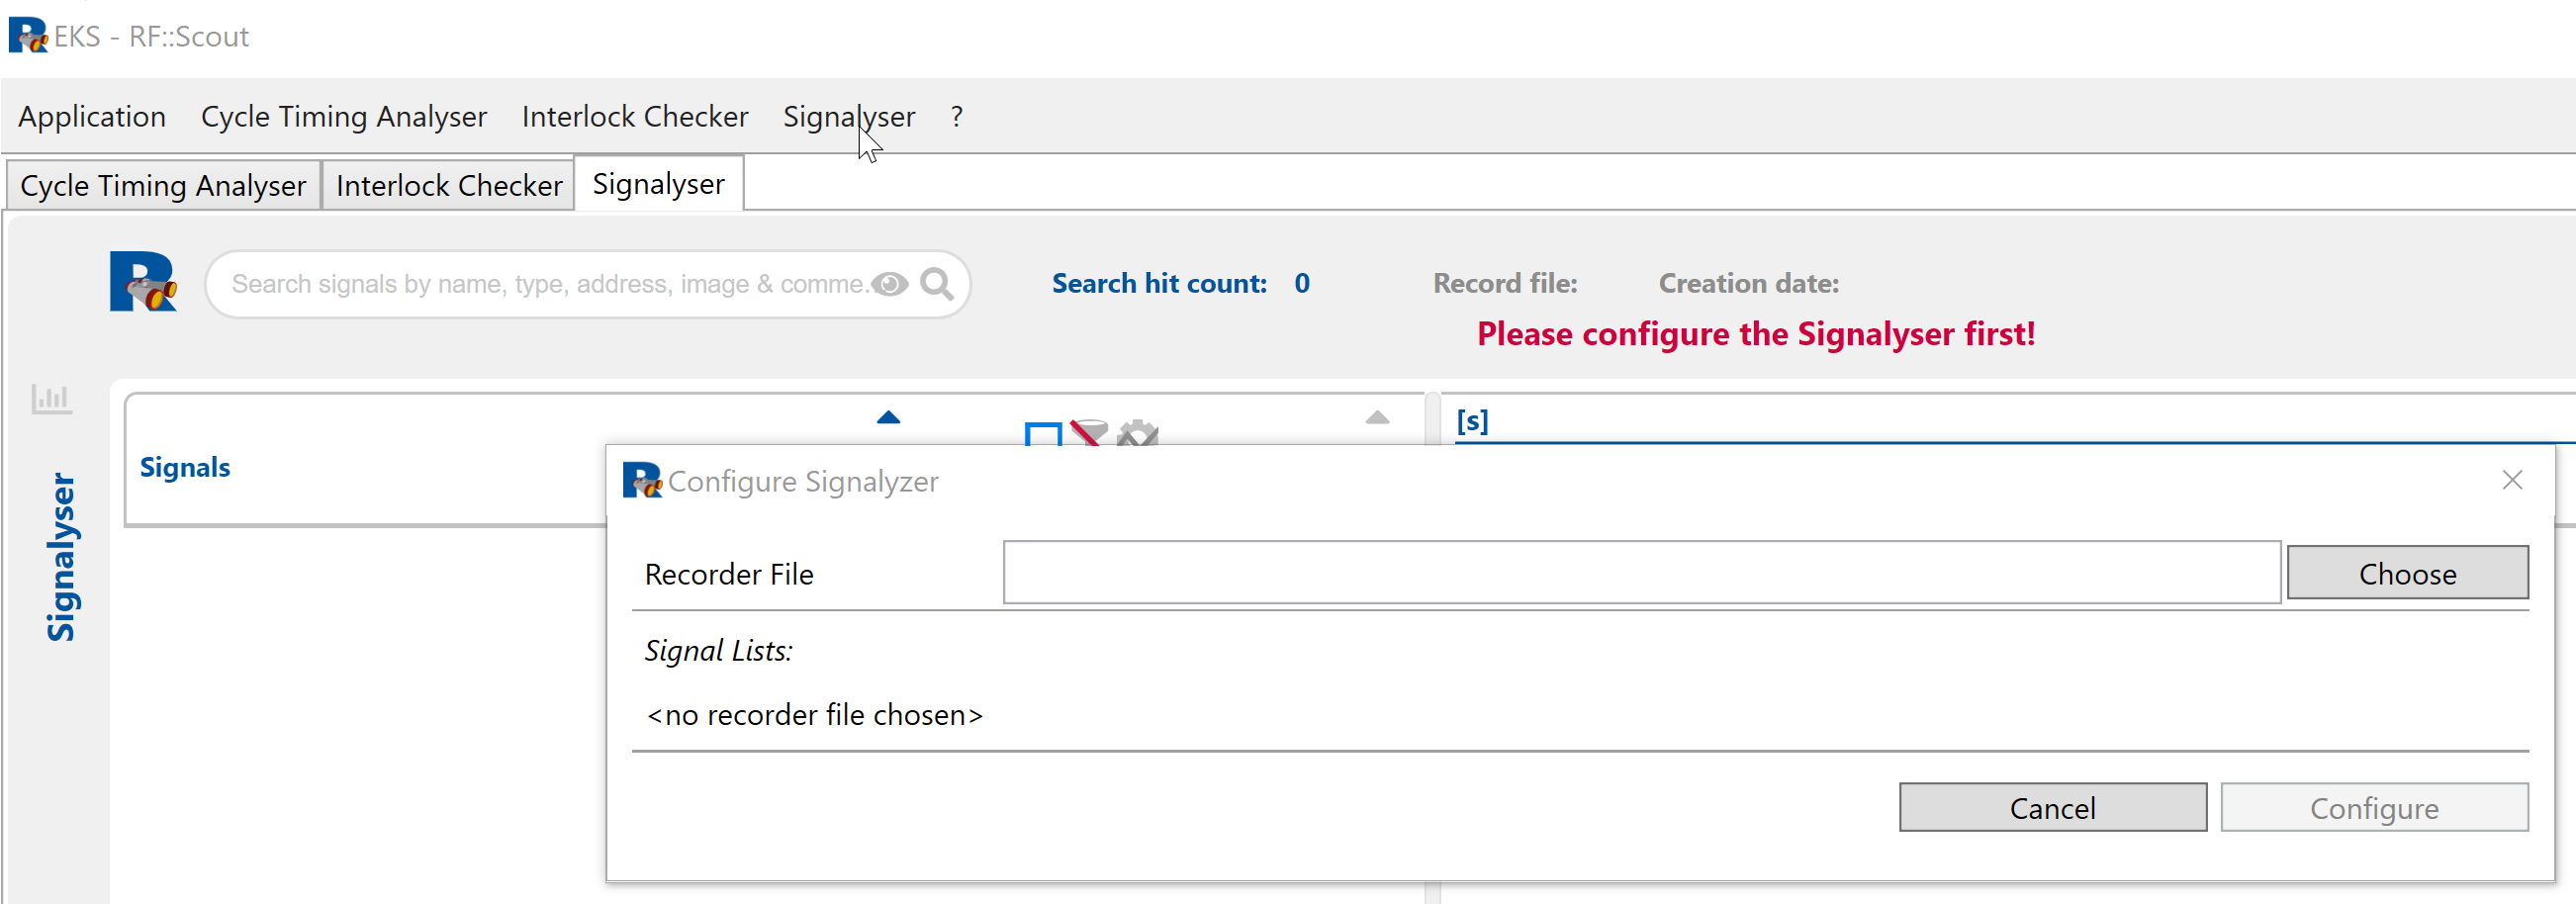 EKS - RF::Scout
Application Cycle Timing Analyser Interlock Checker Signalyser ?
Cycle Timing Analyser Interlock Checker Signalyser
Search signals by name, type, address, image & comme. Search hit count: 0 Record file: Creation date:
Please configure the Signalyser first!
[s]
Signals
Signalyser
Configure Signalyzer
Recorder File Choose
Signal Lists:
<no recorder file chosen>
Cancel Configure